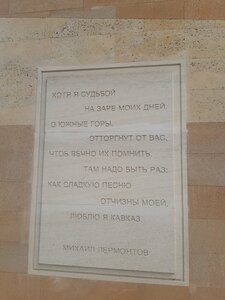 ХОТЯ Я СУДЬБОЙ
НА ЗАРЕ МОИХ ДНЕЙ,
О ЮЖНЫЕ ГОРЫ,
ОТТОРГНУТ ОТ ВАС,
ЧТОБ ВЕЧНО ИХ ПОМНИТЬ,
ТАМ НАДО БЫТЬ РАЗ:
КАК СЛАДКУЮ ПЕСНЮ
ОТЧИЗНЫ МОЕЙ,
ЛЮБЛЮ Я КАВКАЗ
МИХАИЛ ЛЕРМОНТОВ